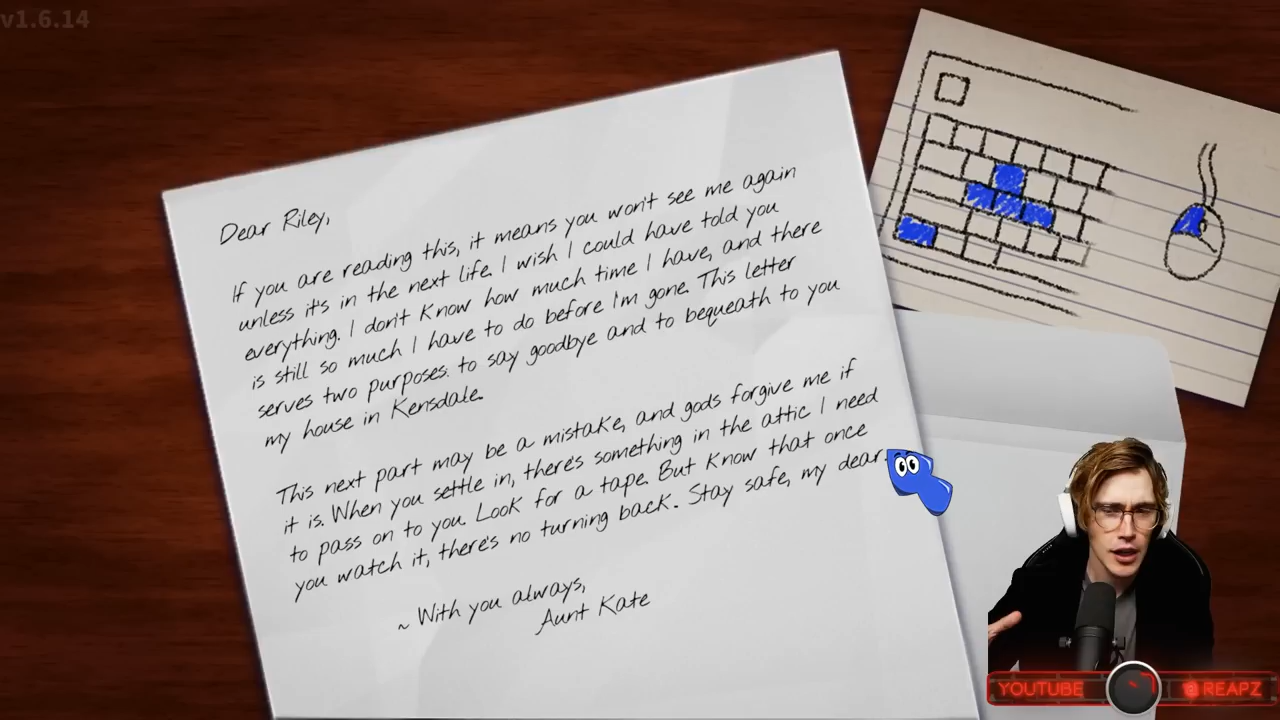 v1.6.14
Dear Riley,
If you are reading this, it means you won't see me again
unless it's in the next life. I wish I could have told you
everything. I don't know how much time I have, and there
is still so much I have to do before I'm gone. This letter
serves two purposes: to say goodbye and to bequeath to you
my house in Kensdale.
This next part may be a mistake, and gods forgive me if
it is. When you settle in, there's something in the attic I need
to pass on to you. Look for a tape. But know that once
you watch it, there's no turning back. Stay safe, my dear.
~ With you always,
Aunt Kate
YOUTUBE
@REAPZ